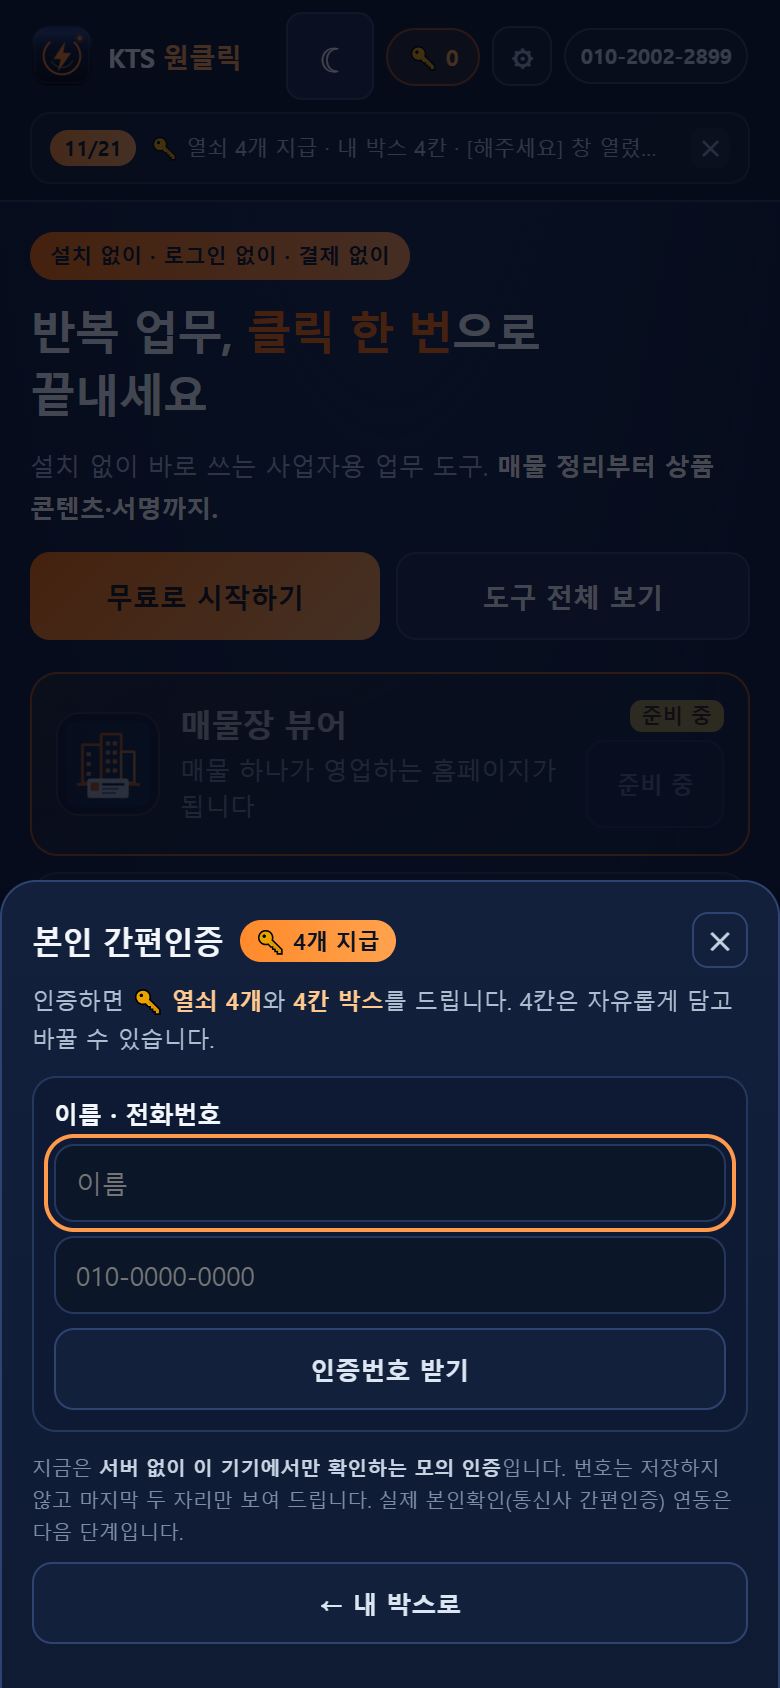 KTS 원클릭
0
010-2002-2899
11/21 열쇠 4개 지급 · 내 박스 4칸 · [해주세요] 창 열렸...
설치 없이 · 로그인 없이 · 결제 없이
반복 업무, 클릭 한 번으로
끝내세요
설치 없이 바로 쓰는 사업자용 업무 도구. 매물 정리부터 상품
콘텐츠·서명까지.
무료로 시작하기
도구 전체 보기
매물장 뷰어
준비 중
매물 하나가 영업하는 홈페이지가
됩니다
준비 중
본인 간편인증
4개 지급
인증하면 열쇠 4개와 4칸 박스를 드립니다. 4칸은 자유롭게 담고
바꿀 수 있습니다.
이름 · 전화번호
이름
010-0000-0000
인증번호 받기
지금은 서버 없이 이 기기에서만 확인하는 모의 인증입니다. 번호는 저장하지
않고 마지막 두 자리만 보여 드립니다. 실제 본인확인(통신사 간편인증) 연동은
다음 단계입니다.
← 내 박스로